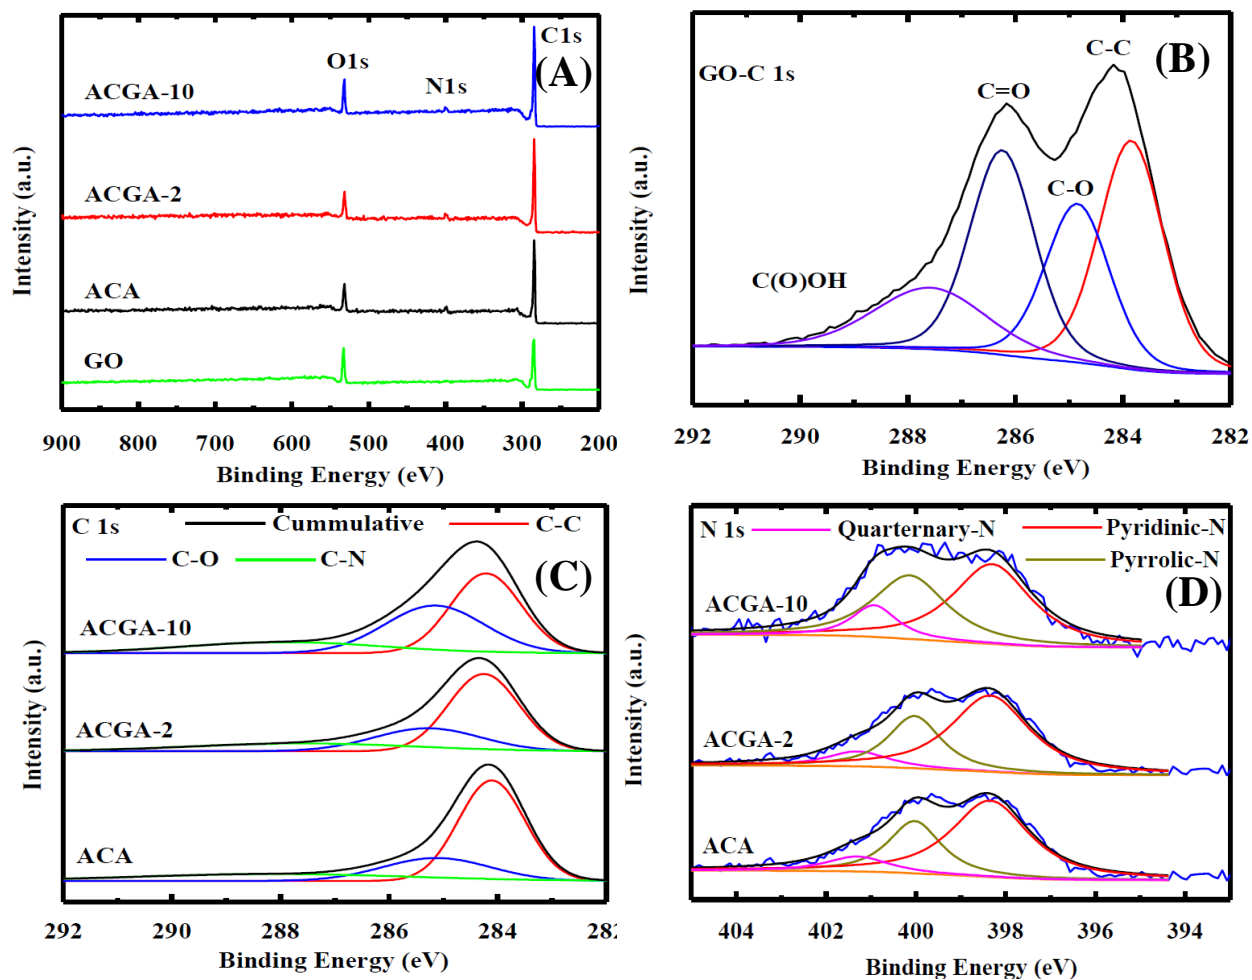 (A)
C1s
O1s
N1s
ACGA-10
ACGA-2
ACA
GO
Intensity (a.u.)
900 800 700 600 500 400 300 200
Binding Energy (eV)
(B)
GO-C 1s
C-C
C=O
C-O
C(O)OH
Intensity (a.u.)
292 290 288 286 284 282
Binding Energy (eV)
C 1s Cummulative C-C
C-O C-N
(C)
ACGA-10
ACGA-2
ACA
Intensity (a.u.)
292 290 288 286 284 282
Binding Energy (eV)
N 1s Quarternary-N Pyridinic-N
Pyrrolic-N
(D)
ACGA-10
ACGA-2
ACA
Intensity (a.u.)
404 402 400 398 396 394
Binding Energy (eV)